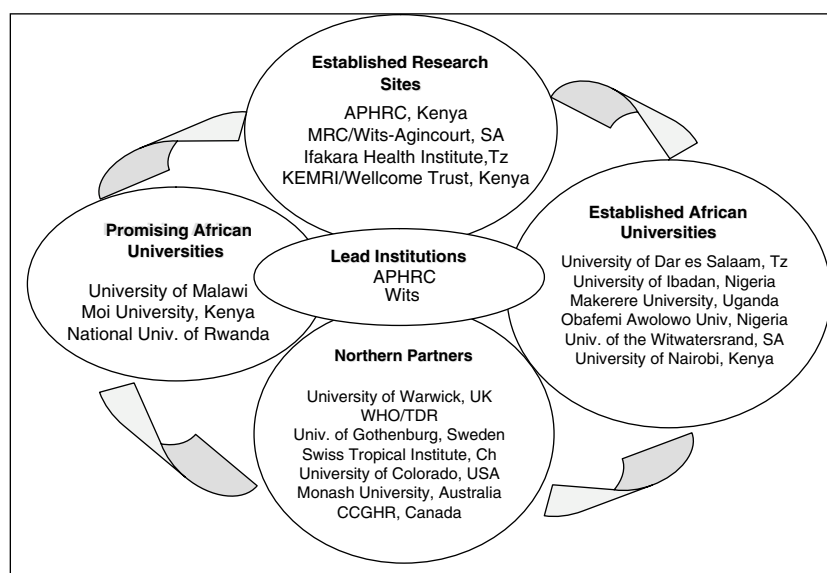 Established Research
Sites
APHRC, Kenya
MRC/Wits-Agincourt, SA
Ifakara Health Institute,Tz
KEMRI/Wellcome Trust, Kenya
Promising African
Universities
University of Malawi
Moi University, Kenya
National Univ. of Rwanda
Lead Institutions
APHRC
Wits
Established African
Universities
University of Dar es Salaam, Tz
University of Ibadan, Nigeria
Makerere University, Uganda
Obafemi Awolowo Univ, Nigeria
Univ. of the Witwatersrand, SA
University of Nairobi, Kenya
Northern Partners
University of Warwick, UK
WHO/TDR
Univ. of Gothenburg, Sweden
Swiss Tropical Institute, Ch
University of Colorado, USA
Monash University, Australia
CCGHR, Canada